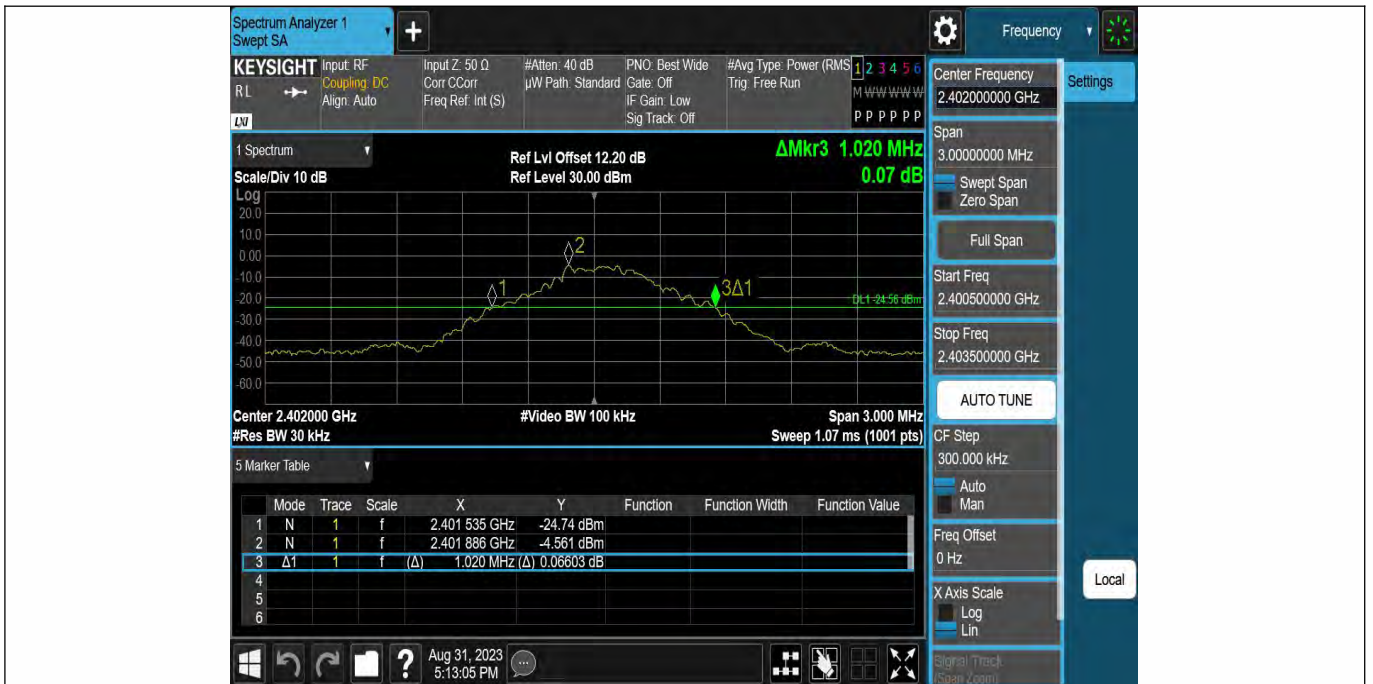 Spectrum Analyzer 1
Swept SA
+
Frequency
KEYSIGHT
RL
LXI
Input: RF
Coupling: DC
Align: Auto
Input Z: 50 Ω
Corr CCorr
Freq Ref: Int (S)
#Atten: 40 dB
µW Path: Standard
PNO: Best Wide
Gate: Off
IF Gain: Low
Sig Track: Off
#Avg Type: Power (RMS
Trig: Free Run
1 2 3 4 5 6
M W W W W W
P P P P P P
Center Frequency
2.402000000 GHz
Settings
Span
3.00000000 MHz
Swept Span
Zero Span
Full Span
Start Freq
2.400500000 GHz
Stop Freq
2.403500000 GHz
AUTO TUNE
CF Step
300.000 kHz
Auto
Man
Freq Offset
0 Hz
X Axis Scale
Log
Lin
Signal Track
(Span Zoom)
Local
1 Spectrum
Scale/Div 10 dB
Log
Ref Lvl Offset 12.20 dB
Ref Level 30.00 dBm
ΔMkr3 1.020 MHz
0.07 dB
20.0
10.0
0.00
-10.0
-20.0
-30.0
-40.0
-50.0
-60.0
1
2
3Δ1
DL1 -24.56 dBm
Center 2.402000 GHz
#Res BW 30 kHz
#Video BW 100 kHz
Span 3.000 MHz
Sweep 1.07 ms (1001 pts)
5 Marker Table
Mode Trace Scale X Y Function Function Width Function Value
1 N 1 f 2.401 535 GHz -24.74 dBm
2 N 1 f 2.401 886 GHz -4.561 dBm
3 Δ1 1 f (Δ) 1.020 MHz (Δ) 0.06603 dB
4
5
6
?
Aug 31, 2023
5:13:05 PM